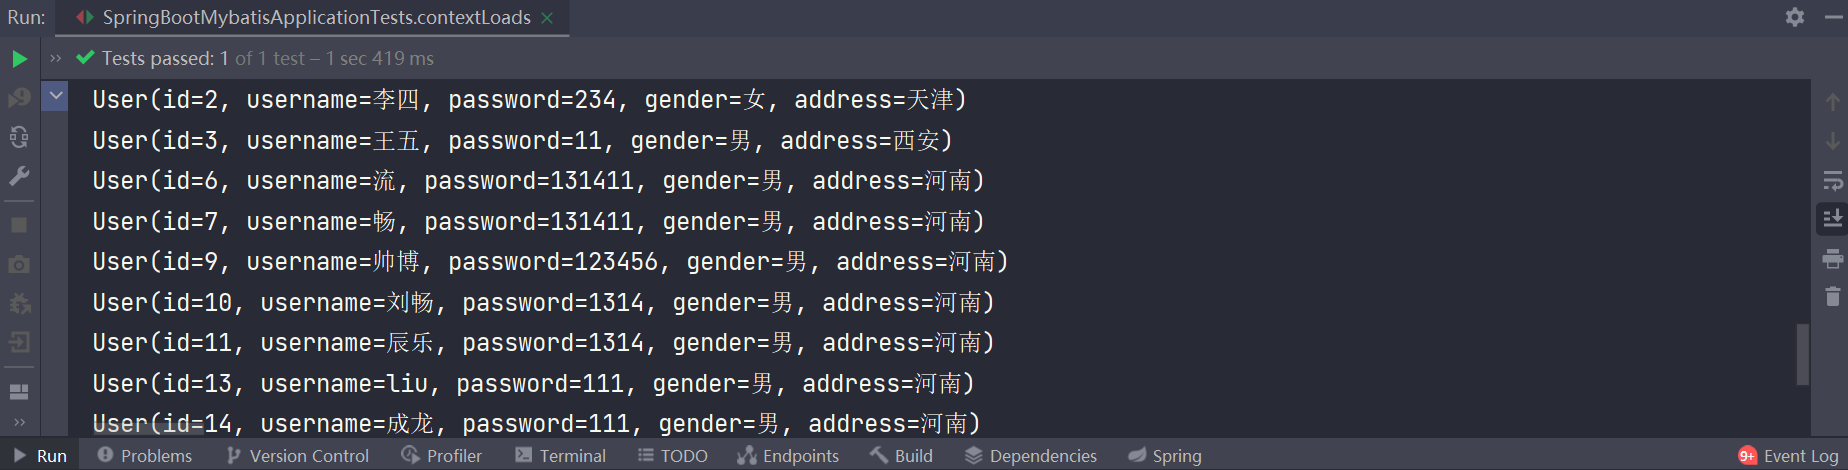 Run: SpringBootMybatisApplicationTests.contextLoads ×
>> Tests passed: 1 of 1 test – 1 sec 419 ms
User(id=2, username=李四, password=234, gender=女, address=天津)
User(id=3, username=王五, password=11, gender=男, address=西安)
User(id=6, username=流, password=131411, gender=男, address=河南)
User(id=7, username=畅, password=131411, gender=男, address=河南)
User(id=9, username=帅博, password=123456, gender=男, address=河南)
User(id=10, username=刘畅, password=1314, gender=男, address=河南)
User(id=11, username=辰乐, password=1314, gender=男, address=河南)
User(id=13, username=liu, password=111, gender=男, address=河南)
User(id=14, username=成龙, password=111, gender=男, address=河南)
Run Problems Version Control Profiler Terminal TODO Endpoints Build Dependencies Spring 9+ Event Log